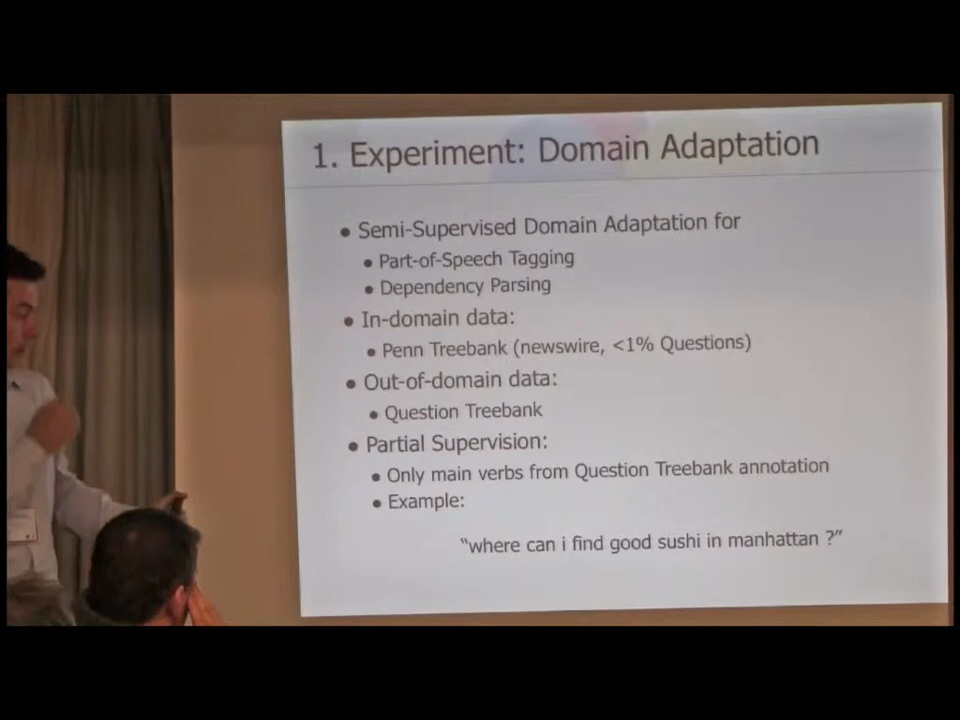 1. Experiment: Domain Adaptation
• Semi-Supervised Domain Adaptation for
• Part-of-Speech Tagging
• Dependency Parsing
• In-domain data:
• Penn Treebank (newswire, <1% Questions)
• Out-of-domain data:
• Question Treebank
• Partial Supervision:
• Only main verbs from Question Treebank annotation
• Example:
"where can i find good sushi in manhattan ?"